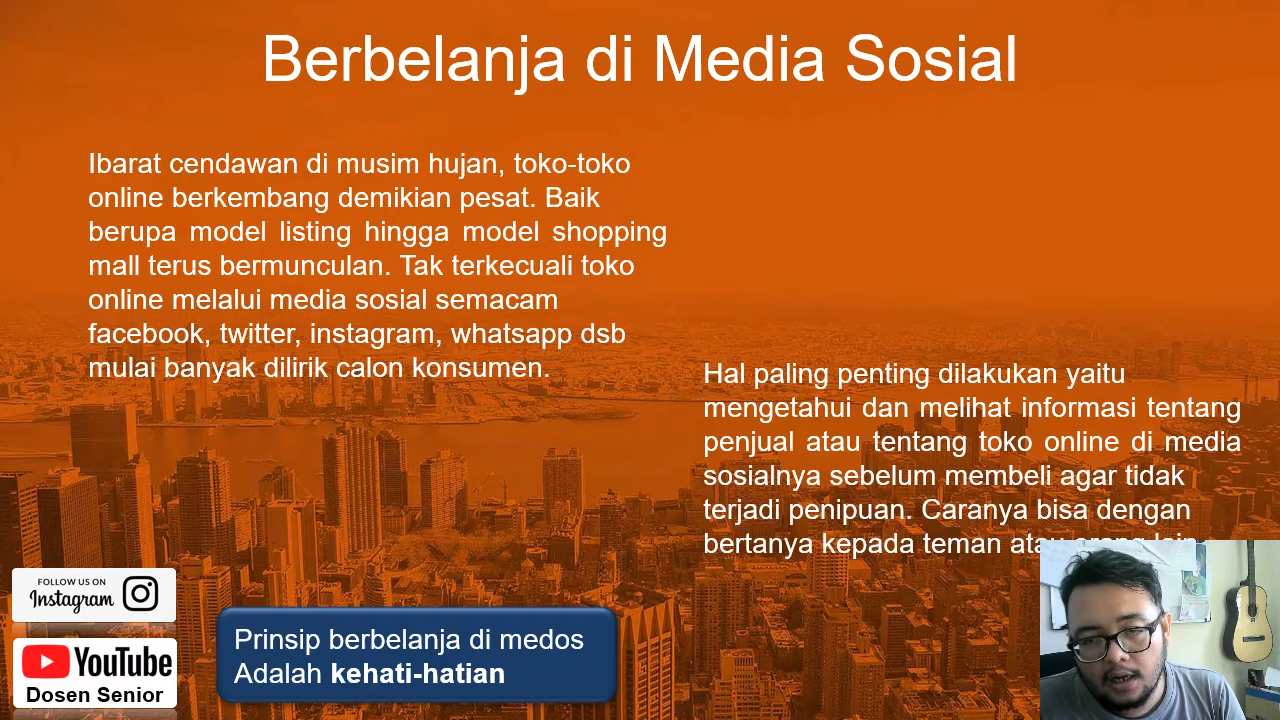 Berbelanja di Media Sosial
Ibarat cendawan di musim hujan, toko-toko
online berkembang demikian pesat. Baik
berupa model listing hingga model shopping
mall terus bermunculan. Tak terkecuali toko
online melalui media sosial semacam
facebook, twitter, instagram, whatsapp dsb
mulai banyak dilirik calon konsumen.
Hal paling penting dilakukan yaitu
mengetahui dan melihat informasi tentang
penjual atau tentang toko online di media
sosialnya sebelum membeli agar tidak
terjadi penipuan. Caranya bisa dengan
bertanya kepada teman atau orang lain
FOLLOW US ON
Instagram
YouTube
Dosen Senior
Prinsip berbelanja di medos
Adalah kehati-hatian